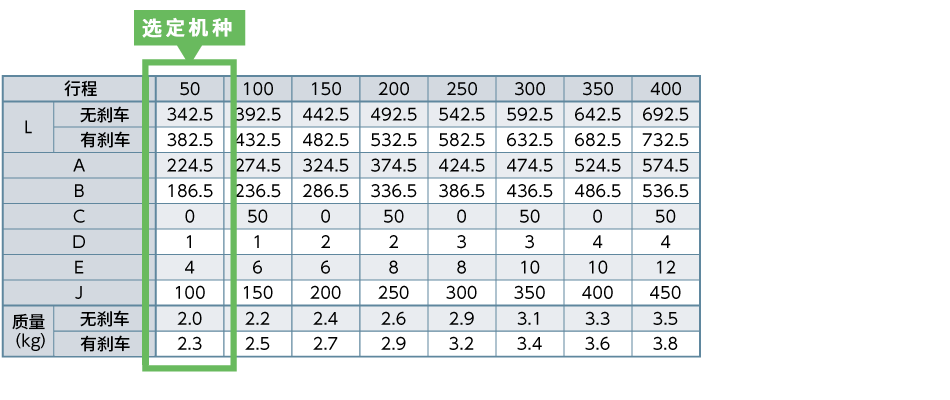 选定机种
行程 50 100 150 200 250 300 350 400
L 无刹车 342.5 392.5 442.5 492.5 542.5 592.5 642.5 692.5
有刹车 382.5 432.5 482.5 532.5 582.5 632.5 682.5 732.5
A 224.5 274.5 324.5 374.5 424.5 474.5 524.5 574.5
B 186.5 236.5 286.5 336.5 386.5 436.5 486.5 536.5
C 0 50 0 50 0 50 0 50
D 1 1 2 2 3 3 4 4
E 4 6 6 8 8 10 10 12
J 100 150 200 250 300 350 400 450
质量 (kg) 无刹车 2.0 2.2 2.4 2.6 2.9 3.1 3.3 3.5
有刹车 2.3 2.5 2.7 2.9 3.2 3.4 3.6 3.8